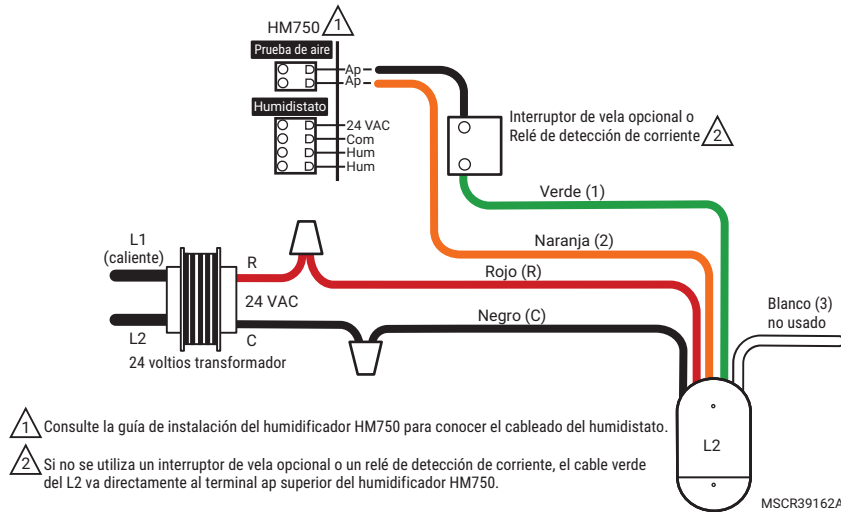 HM750 1
Prueba de aire
Ap
Ap
Humidistato
24 VAC
Com
Hum
Hum
Interruptor de vela opcional o
Relé de detección de corriente 2
Verde (1)
Naranja (2)
Rojo (R)
Negro (C)
Blanco (3)
no usado
L1
(caliente)
R
24 VAC
L2
C
24 voltios transformador
L2
1 Consulte la guía de instalación del humidificador HM750 para conocer el cableado del humidistato.
2 Si no se utiliza un interruptor de vela opcional o un relé de detección de corriente, el cable verde
del L2 va directamente al terminal ap superior del humidificador HM750.
MSCR39162A